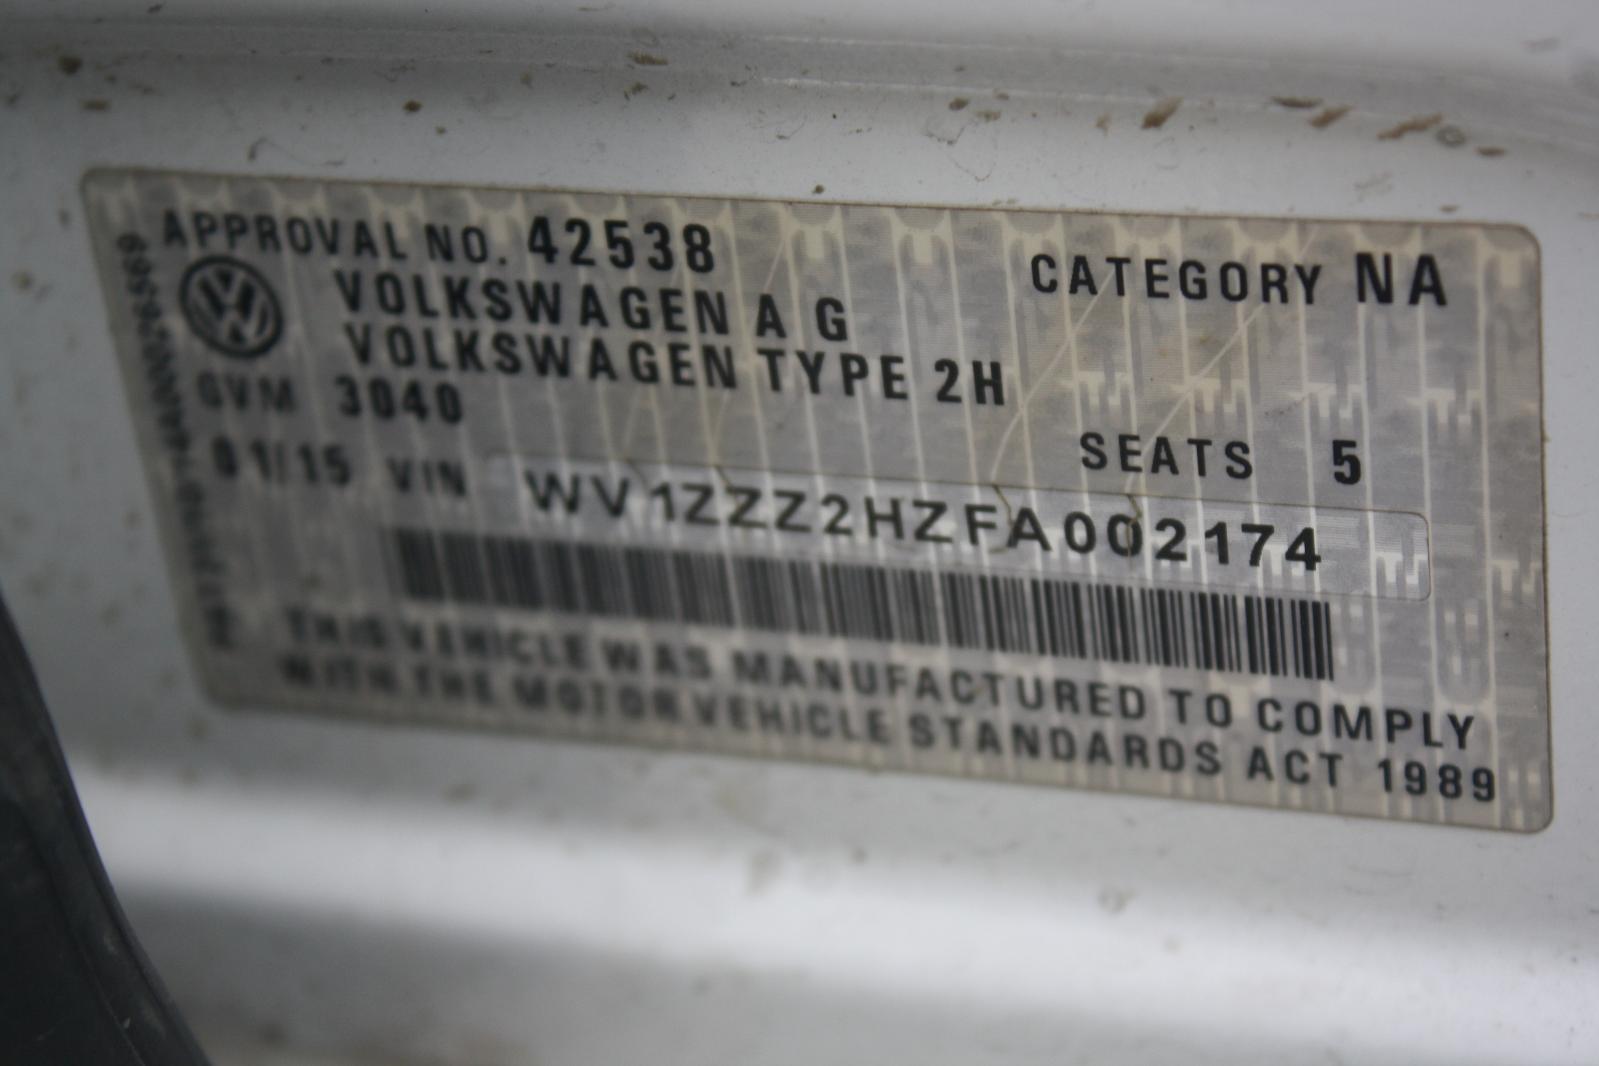 APPROVAL NO. 42538
CATEGORY NA
VOLKSWAGEN AG
VOLKSWAGEN TYPE 2H
GVM 3040
SEATS 5
01/15 VIN WV1ZZZ2HZFA002174
THIS VEHICLE WAS MANUFACTURED TO COMPLY
WITH THE MOTOR VEHICLE STANDARDS ACT 1989